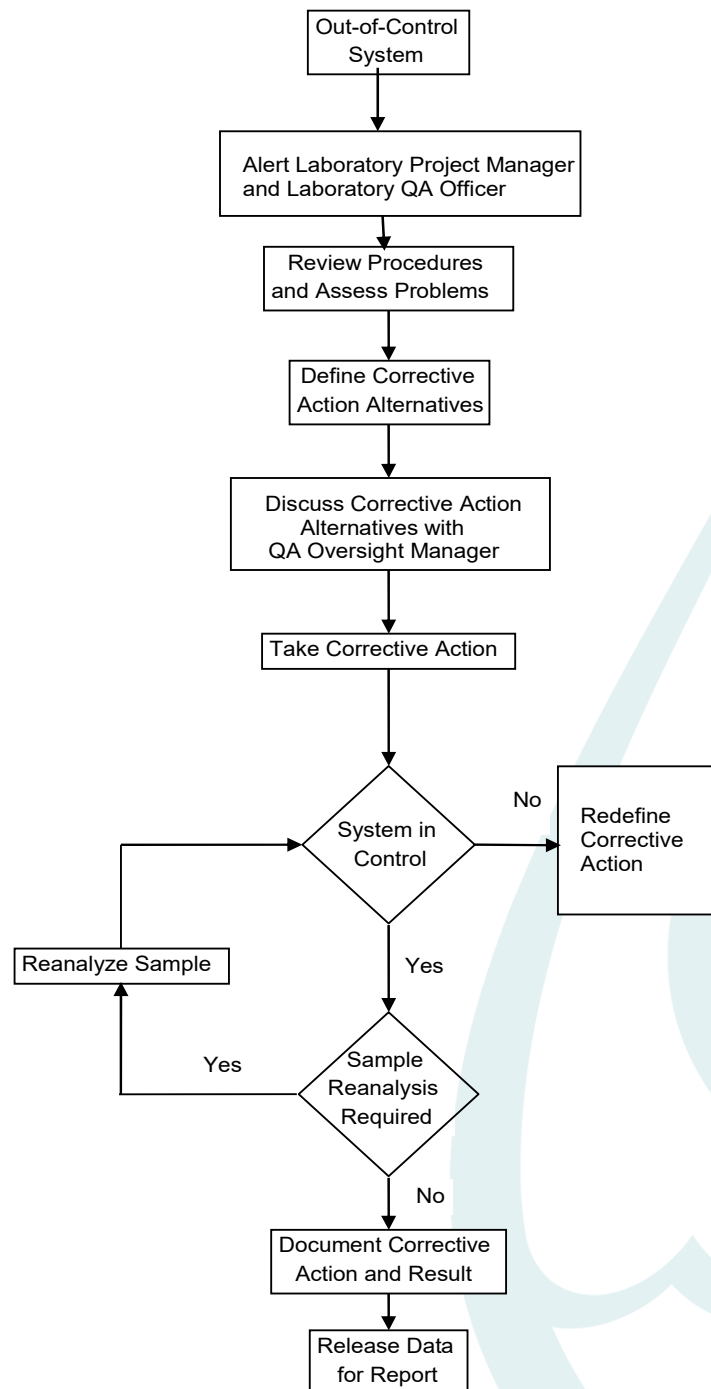 Out-of-Control
System
Alert Laboratory Project Manager
and Laboratory QA Officer
Review Procedures
and Assess Problems
Define Corrective
Action Alternatives
Discuss Corrective Action
Alternatives with
QA Oversight Manager
Take Corrective Action
System in
Control
No
Redefine
Corrective
Action
Reanalyze Sample
Yes
Sample
Reanalysis
Required
Yes
No
Document Corrective
Action and Result
Release Data
for Report